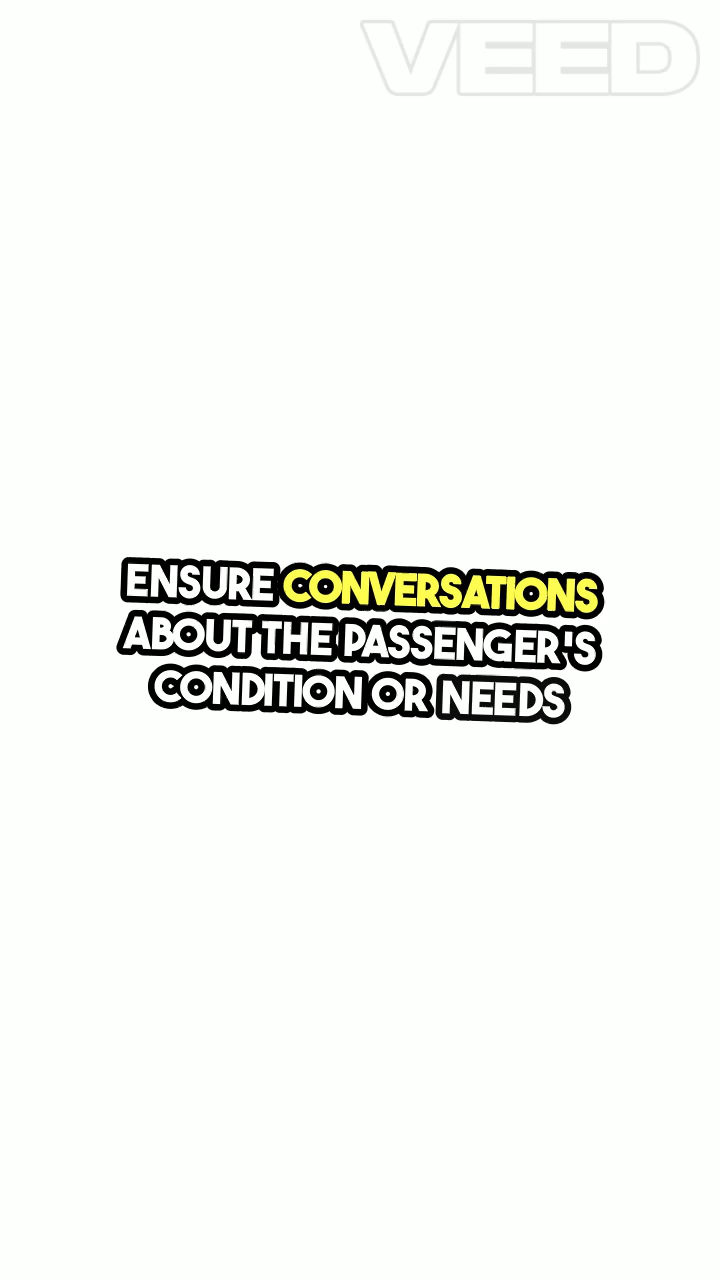 VEED
ENSURE CONVERSATIONS
ABOUT THE PASSENGER'S
CONDITION OR NEEDS